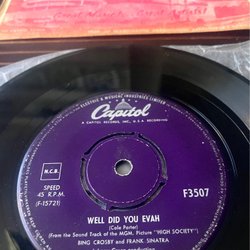 ELECTRIC & MUSICAL INDUSTRIES LIMITED
Capitol
A CAPITOL RECORDS, INC., U.S.A. RECORDING
N.C.B.
SPEED
45 R.P.M.
(F-15721)
F3507
WELL DID YOU EVAH
(Cole Porter)
(From the Sound Track of the MGM. Picture "HIGH SOCIETY")
BING CROSBY and FRANK SINATRA